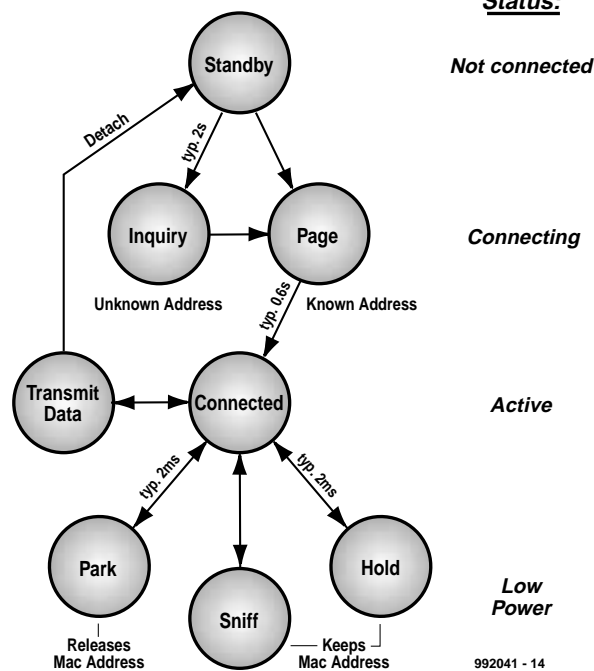 Status:
Standby
Not connected
Detach
typ. 2s
Inquiry
Page
Connecting
Unknown Address
Known Address
typ. 0.6s
Transmit
Data
Connected
Active
typ. 2ms
typ. 2ms
Park
Sniff
Hold
Low
Power
Releases
Mac Address
Keeps
Mac Address
992041 - 14